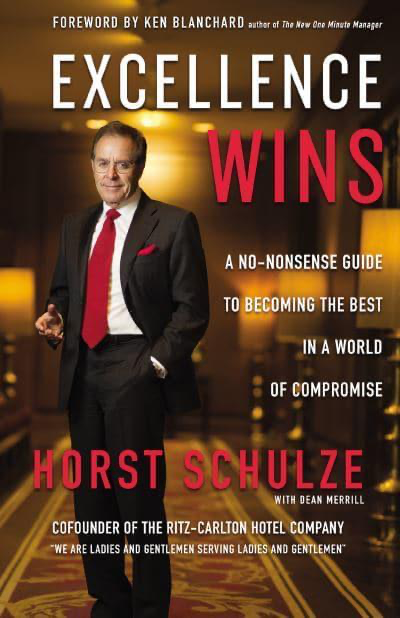 FOREWORD BY KEN BLANCHARD author of The New One Minute Manager
EXCELLENCE
WINS
A NO-NONSENSE GUIDE
TO BECOMING THE BEST
IN A WORLD
OF COMPROMISE
HORST SCHULZE
WITH DEAN MERRILL
COFOUNDER OF THE RITZ-CARLTON HOTEL COMPANY
"WE ARE LADIES AND GENTLEMEN SERVING LADIES AND GENTLEMEN"